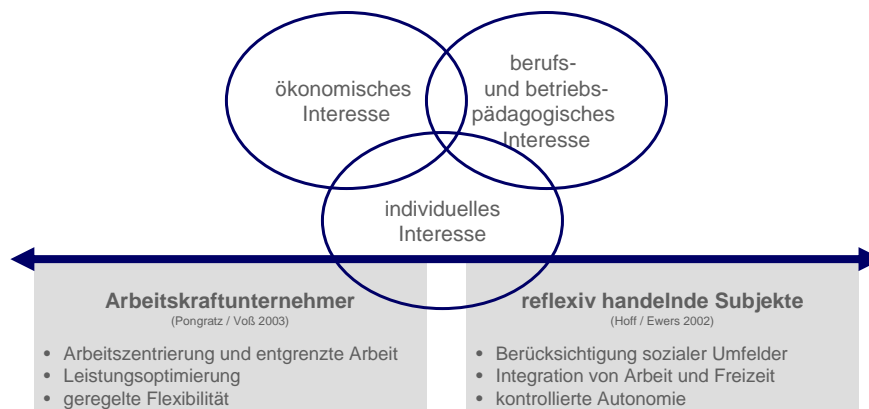 ökonomisches
Interesse
berufs-
und betriebs-
pädagogisches
Interesse
individuelles
Interesse
Arbeitskraftunternehmer
(Pongratz / Voß 2003)
• Arbeitszentrierung und entgrenzte Arbeit
• Leistungsoptimierung
• geregelte Flexibilität
reflexiv handelnde Subjekte
(Hoff / Ewers 2002)
• Berücksichtigung sozialer Umfelder
• Integration von Arbeit und Freizeit
• kontrollierte Autonomie